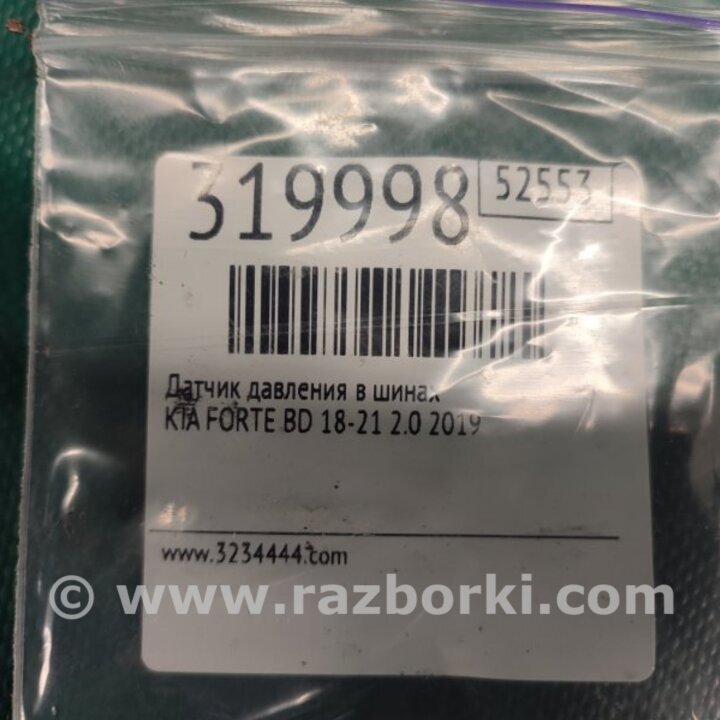 319998
52553
Датчик давления в шинах
KIA FORTE BD 18-21 2.0 2019
www.3234444.com
© www.razborki.com